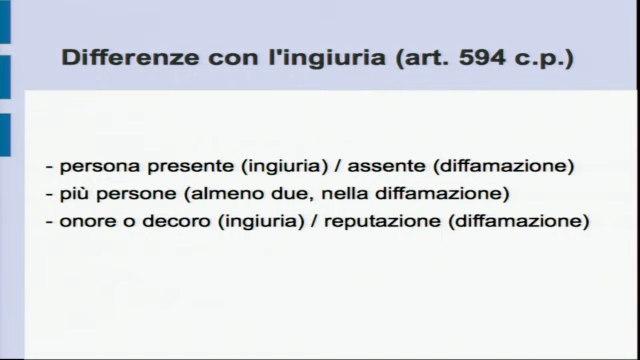 Differenze con l'ingiuria (art. 594 c.p.)
- persona presente (ingiuria) / assente (diffamazione)
- più persone (almeno due, nella diffamazione)
- onore o decoro (ingiuria) / reputazione (diffamazione)